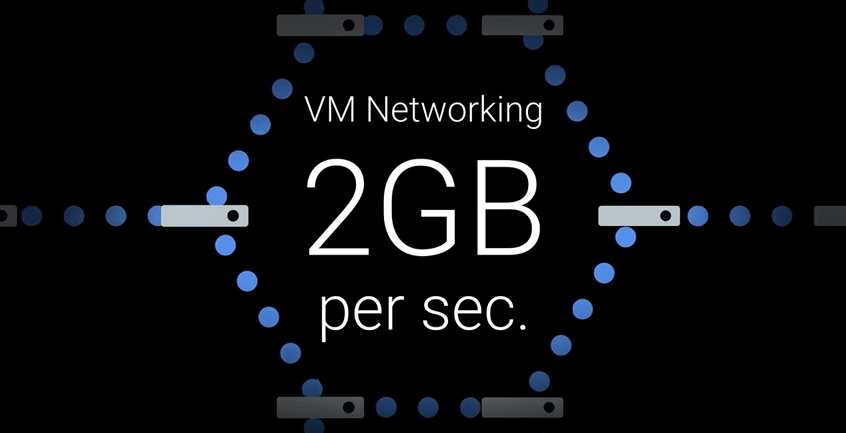 VM Networking
2GB
per sec.